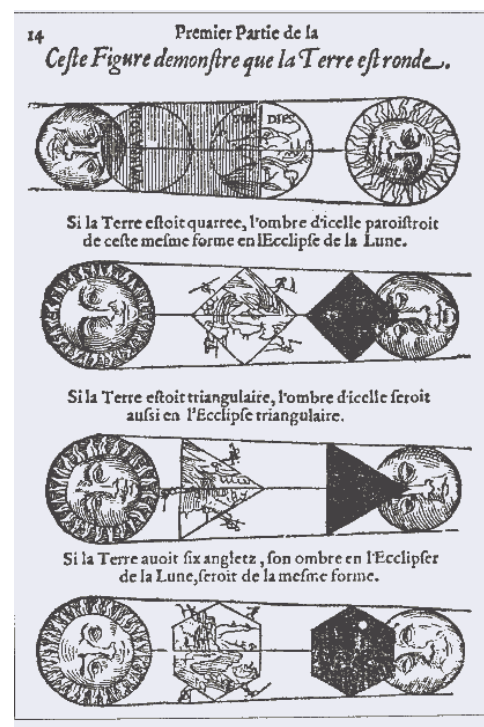 14
Premier Partie de la
Ceſte Figure demonſtre que la Terre eſt ronde.
DIES
Si la Terre eſtoit quarree, l'ombre d'icelle paroiſtroit
de ceſte meſme forme en lEcclipſe de la Lune.
Si la Terre eſtoit triangulaire, l'ombre d'icelle ſeroit
auſſi en l'Ecclipſe triangulaire.
Si la Terre auoit ſix angletz, ſon ombre en l'Ecclipſer
de la Lune, ſeroit de la meſme forme.